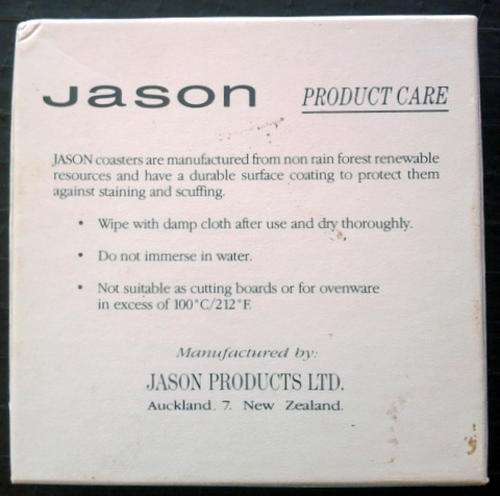 Jason PRODUCT CARE
JASON coasters are manufactured from non rain forest renewable
resources and have a durable surface coating to protect them
against staining and scuffing.
• Wipe with damp cloth after use and dry thoroughly.
• Do not immerse in water.
• Not suitable as cutting boards or for ovenware
in excess of 100°C/212°F.
Manufactured by:
JASON PRODUCTS LTD.
Auckland. 7. New Zealand.